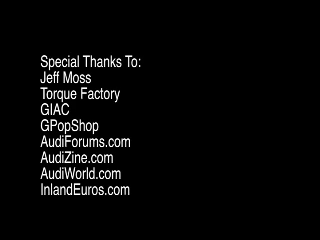 Special Thanks To:
Jeff Moss
Torque Factory
GIAC
GPopShop
AudiForums.com
AudiZine.com
AudiWorld.com
InlandEuros.com